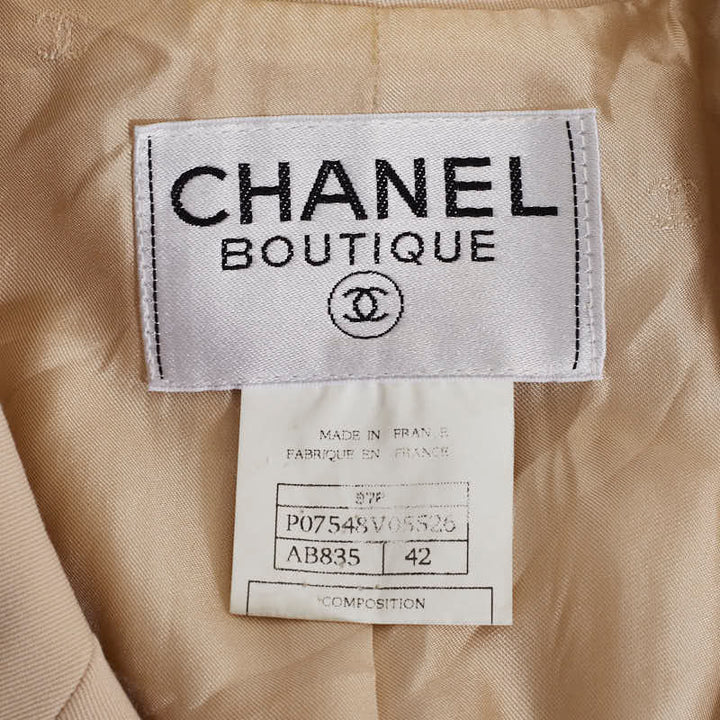 CHANEL
BOUTIQUE
MADE IN FRANCE
FABRIQUE EN FRANCE
97P
P07548V05526
AB835 42
COMPOSITION